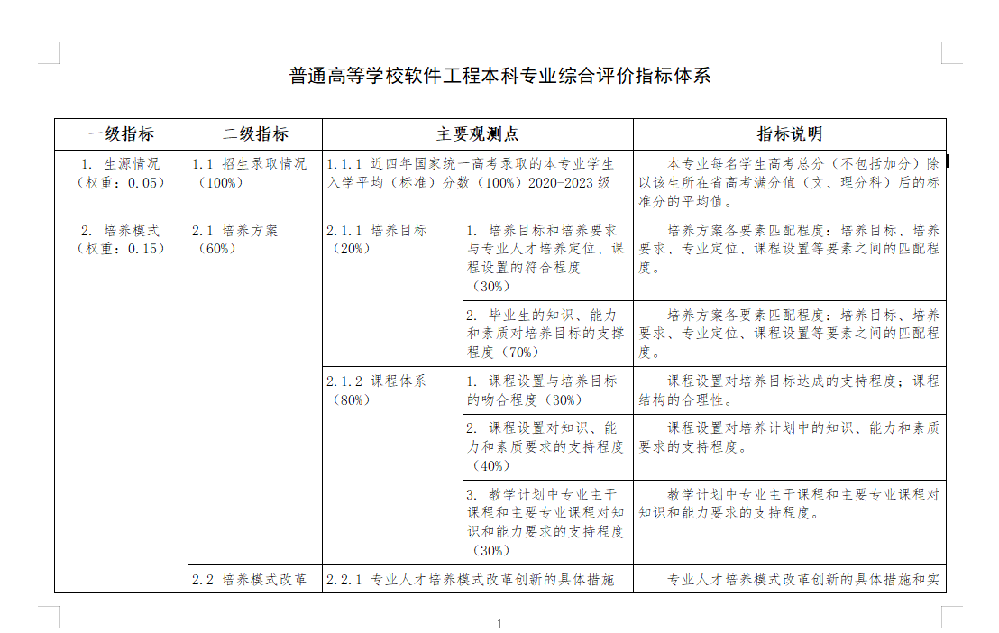 普通高等学校软件工程本科专业综合评价指标体系
一级指标
二级指标
主要观测点
指标说明
1. 生源情况
（权重：0.05）
1.1 招生录取情况
（100%）
1.1.1 近四年国家统一高考录取的本专业学生
入学平均（标准）分数（100%）2020-2023 级
本专业每名学生高考总分（不包括加分）除
以该生所在省高考满分值（文、理分科）后的标
准分的平均值。
2. 培养模式
（权重：0.15）
2.1 培养方案
（60%）
2.1.1 培养目标
（20%）
1. 培养目标和培养要求
与专业人才培养定位、课
程设置的符合程度
（30%）
培养方案各要素匹配程度：培养目标、培养
要求、专业定位、课程设置等要素之间的匹配程
度。
2. 毕业生的知识、能力
和素质对培养目标的支撑
程度（70%）
培养方案各要素匹配程度：培养目标、培养
要求、专业定位、课程设置等要素之间的匹配程
度。
2.1.2 课程体系
（80%）
1. 课程设置与培养目标
的吻合程度（30%）
课程设置对培养目标达成的支持程度；课程
结构的合理性。
2. 课程设置对知识、能
力和素质要求的支持程度
（40%）
课程设置对培养计划中的知识、能力和素质
要求的支持程度。
3. 教学计划中专业主干
课程和主要专业课程对知
识和能力要求的支持程度
（30%）
教学计划中专业主干课程和主要专业课程对
知识和能力要求的支持程度。
2.2 培养模式改革
2.2.1 专业人才培养模式改革创新的具体措施
专业人才培养模式改革创新的具体措施和实
1